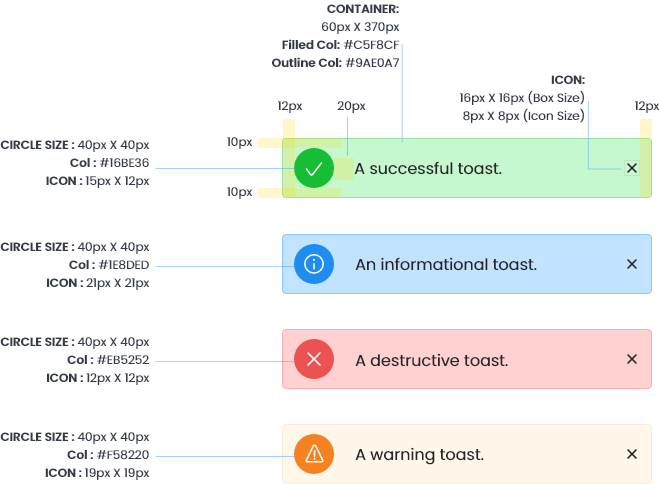 CONTAINER:
60px X 370px
Filled Col: #C5F8CF
Outline Col: #9AE0A7
ICON:
16px X 16px (Box Size)
8px X 8px (Icon Size)
12px
20px
12px
10px
10px
CIRCLE SIZE : 40px X 40px
Col : #16BE36
ICON : 15px X 12px
A successful toast.
CIRCLE SIZE : 40px X 40px
Col : #1E8DED
ICON : 21px X 21px
An informational toast.
CIRCLE SIZE : 40px X 40px
Col : #EB5252
ICON : 12px X 12px
A destructive toast.
CIRCLE SIZE : 40px X 40px
Col : #F58220
ICON : 19px X 19px
A warning toast.